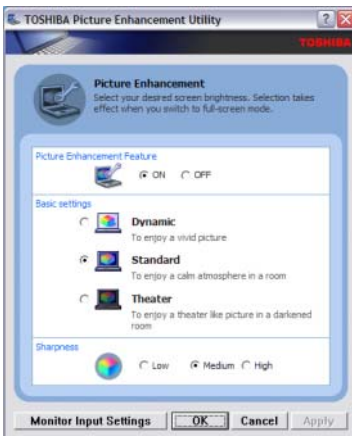 TOSHIBA Picture Enhancement Utility
TOSHIBA
Picture Enhancement
Select your desired screen brightness. Selection takes
effect when you switch to full-screen mode.
Picture Enhancement Feature
ON OFF
Basic settings
Dynamic
To enjoy a vivid picture
Standard
To enjoy a calm atmosphere in a room
Theater
To enjoy a theater like picture in a darkened
room
Sharpness
Low Medium High
Monitor Input Settings OK Cancel Apply